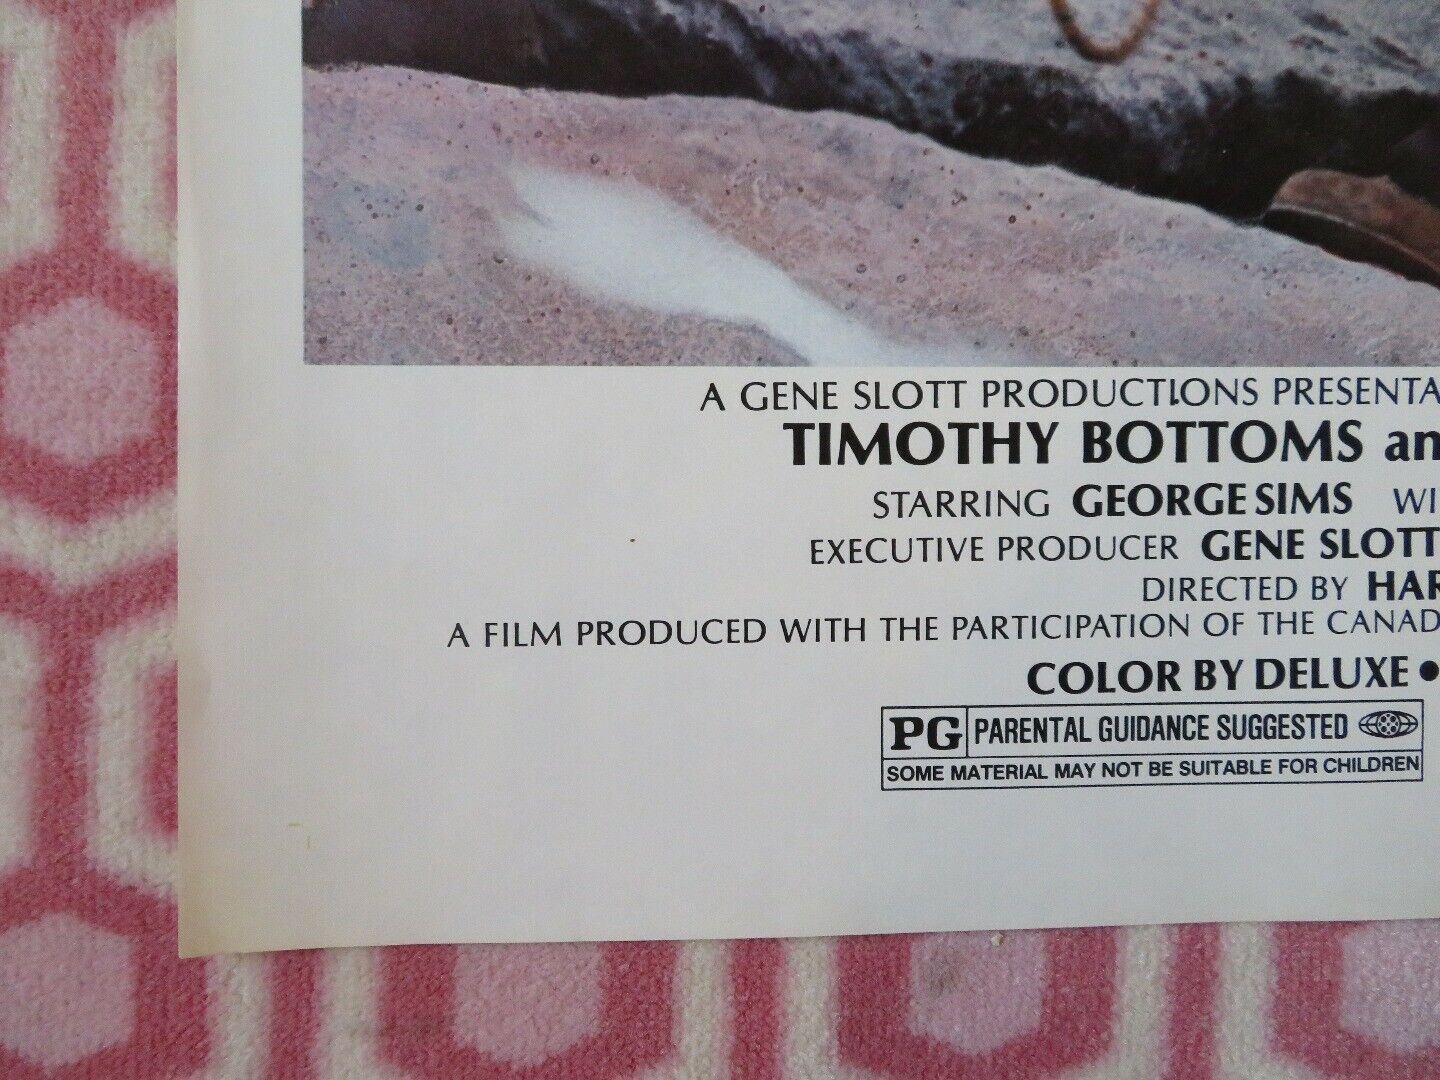 A GENE SLOTT PRODUCTIONS PRESENTA
TIMOTHY BOTTOMS an
STARRING GEORGE SIMS WI
EXECUTIVE PRODUCER GENE SLOTT
DIRECTED BY HAR
A FILM PRODUCED WITH THE PARTICIPATION OF THE CANAD
COLOR BY DELUXE •
PG PARENTAL GUIDANCE SUGGESTED
SOME MATERIAL MAY NOT BE SUITABLE FOR CHILDREN